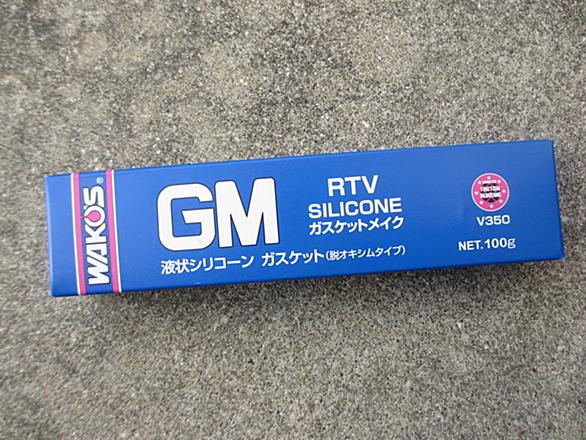 WAKO'S®
GM
RTV
SILICONE
ガスケットメイク
液状シリコーン ガスケット(脱オキシムタイプ)
V350
NET.100g